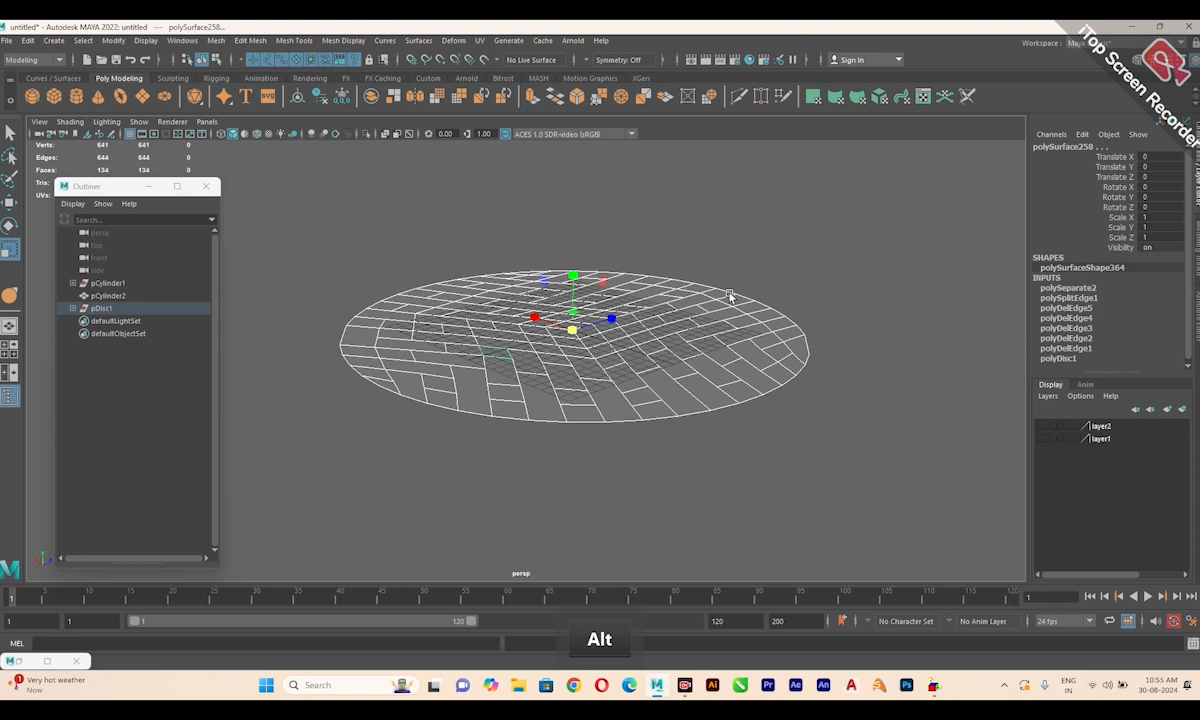 untitled* - Autodesk MAYA 2022: untitled --- polySurface258...
File Edit Create Select Modify Display Windows Mesh Edit Mesh Mesh Tools Mesh Display Curves Surfaces Deform UV Generate Cache Arnold Help
Workspace :
iTop Screen Recorder
Modeling
No Live Surface
Symmetry: Off
Sign In
Curves / Surfaces Poly Modeling Sculpting Rigging Animation Rendering FX FX Caching Custom Arnold Bifrost MASH Motion Graphics XGen
View Shading Lighting Show Renderer Panels
0.00 1.00 ACES 1.0 SDR-video (sRGB)
Verts: 641 641 0
Edges: 644 644 0
Faces: 134 134 0
Tris:
UVs:
Outliner
Display Show Help
Search...
persp
top
front
side
pCylinder1
pCylinder2
pDisc1
defaultLightSet
defaultObjectSet
persp
Channels Edit Object Show
polySurface258 . . .
Translate X 0
Translate Y 0
Translate Z 0
Rotate X 0
Rotate Y 0
Rotate Z 0
Scale X 1
Scale Y 1
Scale Z 1
Visibility on
SHAPES
polySurfaceShape364
INPUTS
polySeparate2
polySplitEdge1
polyDelEdge5
polyDelEdge4
polyDelEdge3
polyDelEdge2
polyDelEdge1
polyDisc1
Display Anim
Layers Options Help
layer2
layer1
1 5 10 15 20 25 30 35 40 45 50 55 60 65 70 75 80 85 90 95 100 105 110 115 120 1
1 1 1 120 120 200 No Character Set No Anim Layer 24 fps
MEL
Alt
Very hot weather
Now
Search
ENG
IN
10:55 AM
30-08-2024